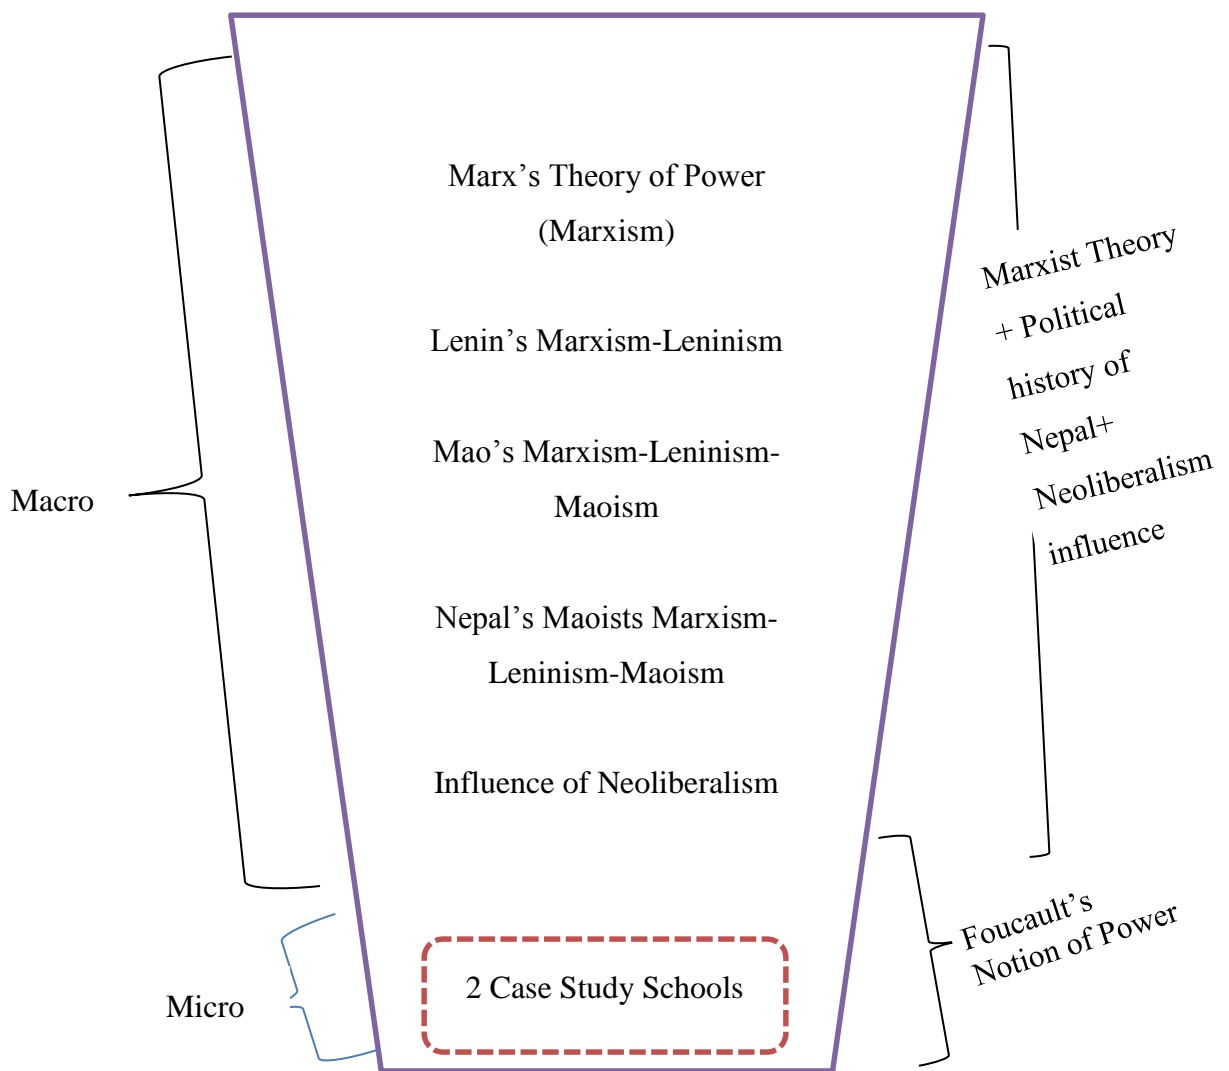 Marx’s Theory of Power
(Marxism)
Lenin’s Marxism-Leninism
Mao’s Marxism-Leninism-
Maoism
Nepal’s Maoists Marxism-
Leninism-Maoism
Influence of Neoliberalism
2 Case Study Schools
Macro
Micro
Marxist Theory
+ Political
history of
Nepal+
Neoliberalism
influence
Foucault’s
Notion of Power